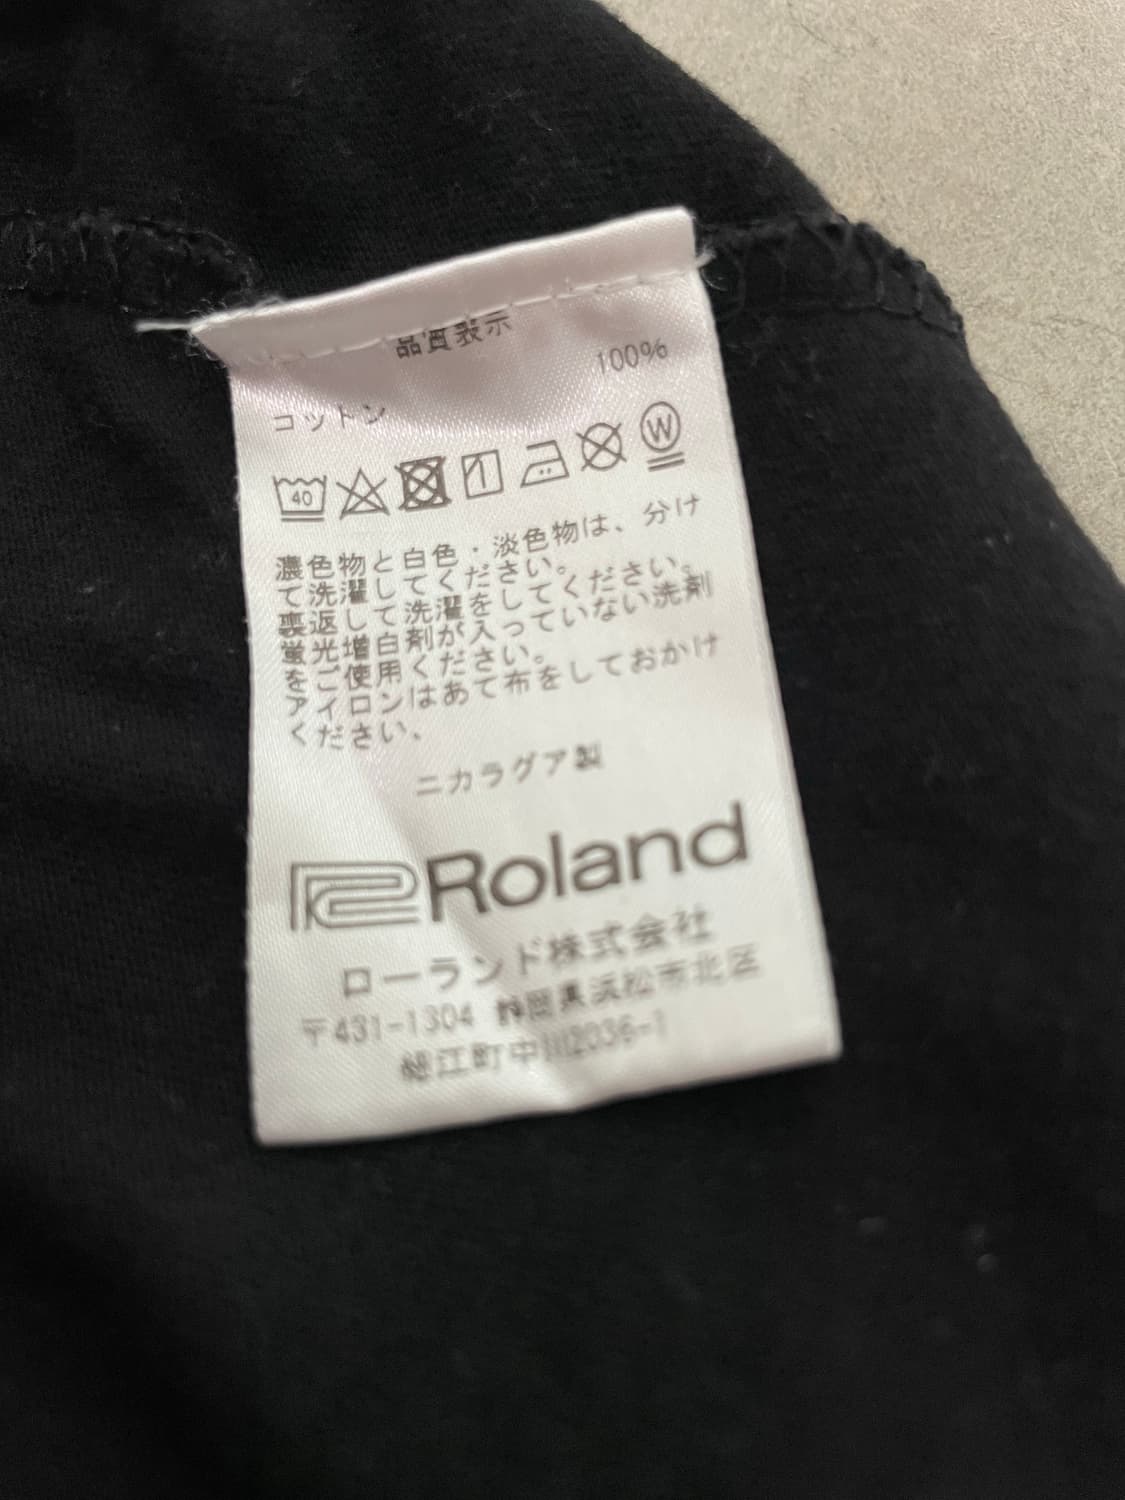 品質表示
コットン 100%
40
W
濃色物と白色・淡色物は、分け
て洗濯してください。
裏返して洗濯をしてください。
蛍光増白剤が入っていない洗剤
をご使用ください。
アイロンはあて布をしておかけ
ください、
ニカラグア製
Roland
ローランド株式会社
〒431-1304 静岡県浜松市北区
細江町中川2036-1